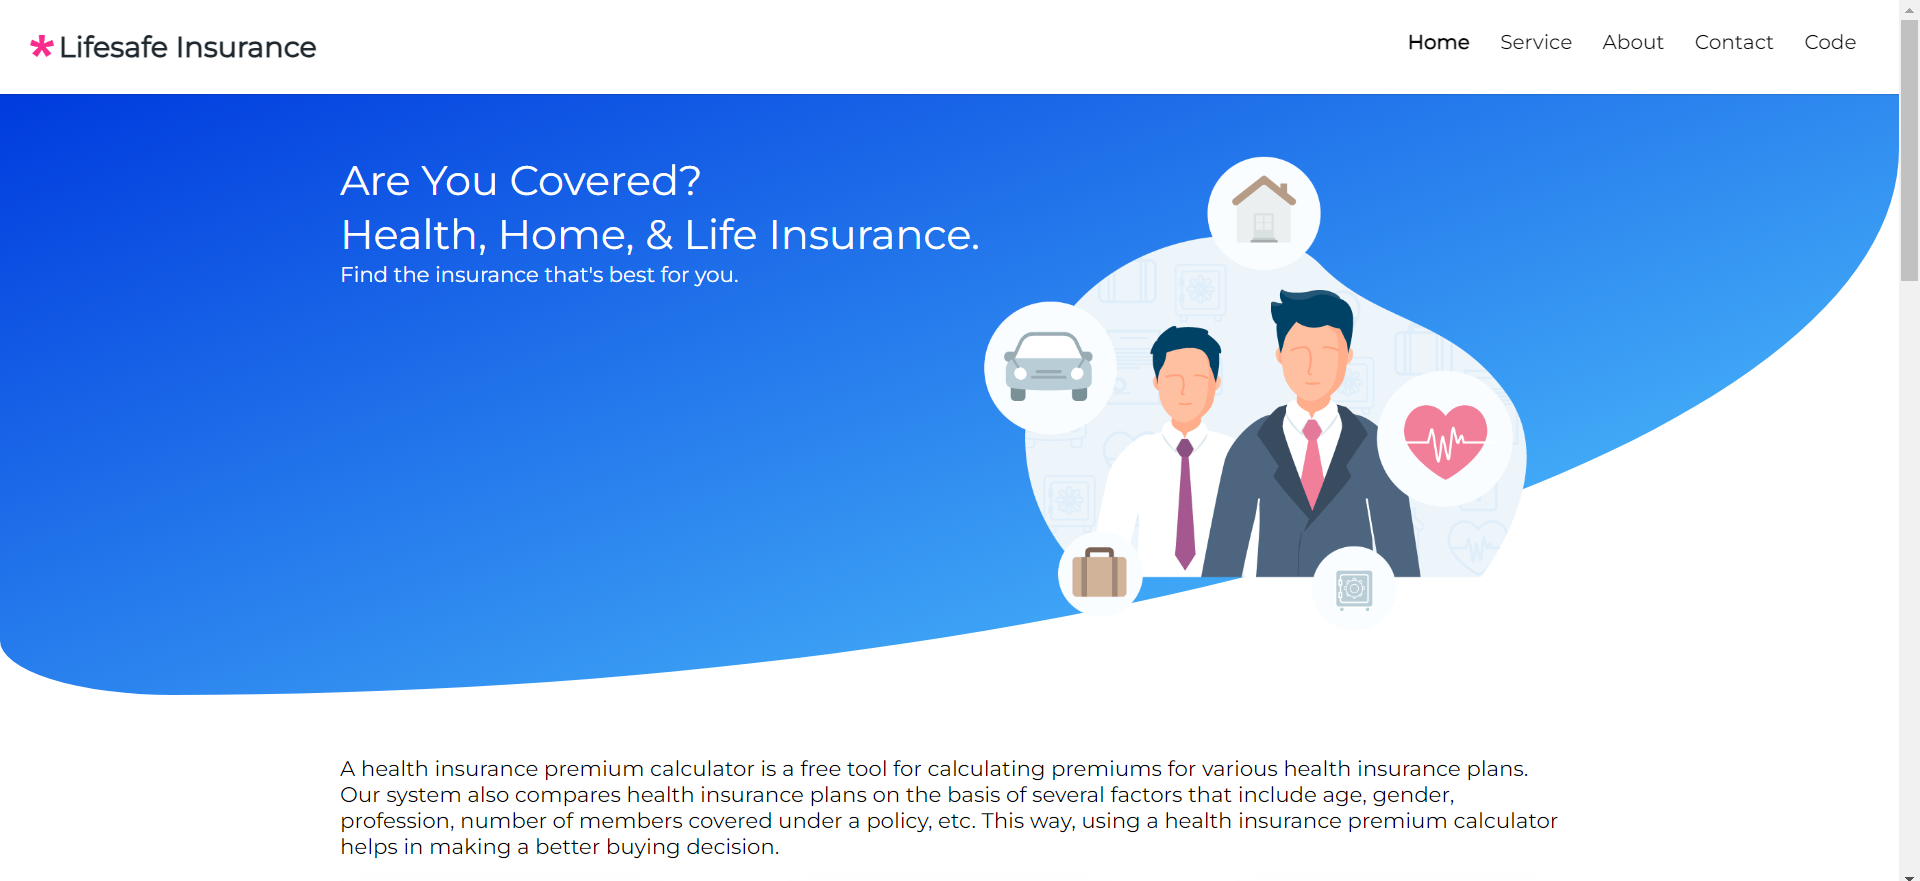 *Lifesafe Insurance
Home Service About Contact Code
Are You Covered?
Health, Home, & Life Insurance.
Find the insurance that's best for you.
A health insurance premium calculator is a free tool for calculating premiums for various health insurance plans.
Our system also compares health insurance plans on the basis of several factors that include age, gender,
profession, number of members covered under a policy, etc. This way, using a health insurance premium calculator
helps in making a better buying decision.